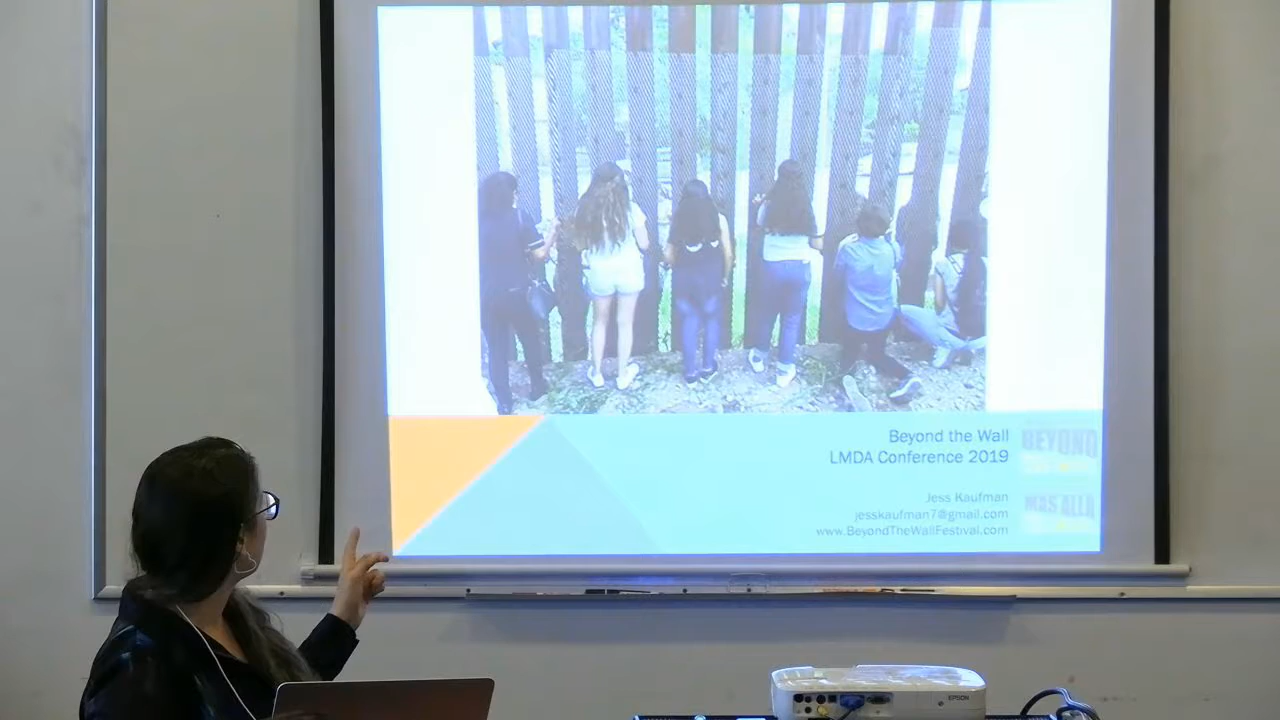 Beyond the Wall
LMDA Conference 2019
BEYOND
Jess Kaufman
jesskaufman7@gmail.com
www.BeyondTheWallFestival.com
MAS ALLA
EPSON